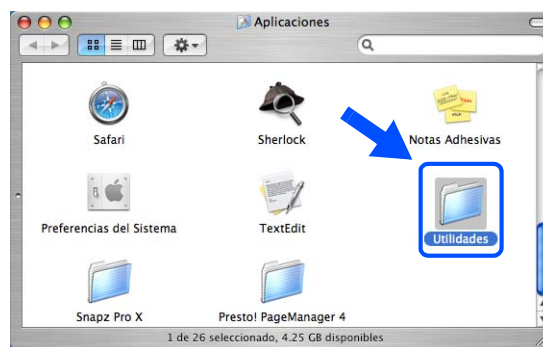 Aplicaciones
Safari
Sherlock
Notas Adhesivas
Preferencias del Sistema
TextEdit
Utilidades
Snapz Pro X
Presto! PageManager 4
1 de 26 seleccionado, 4.25 GB disponibles